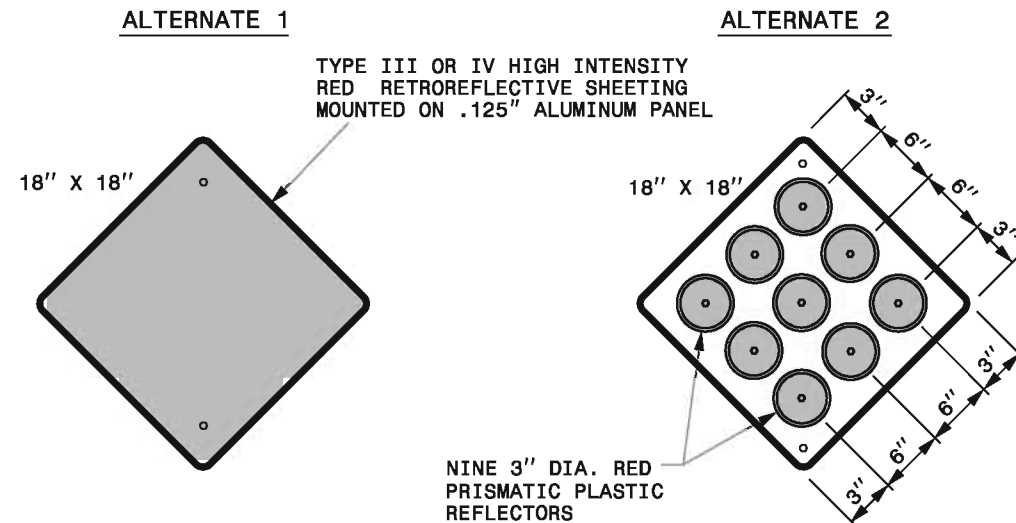 ALTERNATE 1
ALTERNATE 2
TYPE III OR IV HIGH INTENSITY
RED RETROREFLECTIVE SHEETING
MOUNTED ON .125" ALUMINUM PANEL
18" X 18"
18" X 18"
3"
6"
6"
3"
3"
6"
6"
3"
NINE 3" DIA. RED
PRISMATIC PLASTIC
REFLECTORS